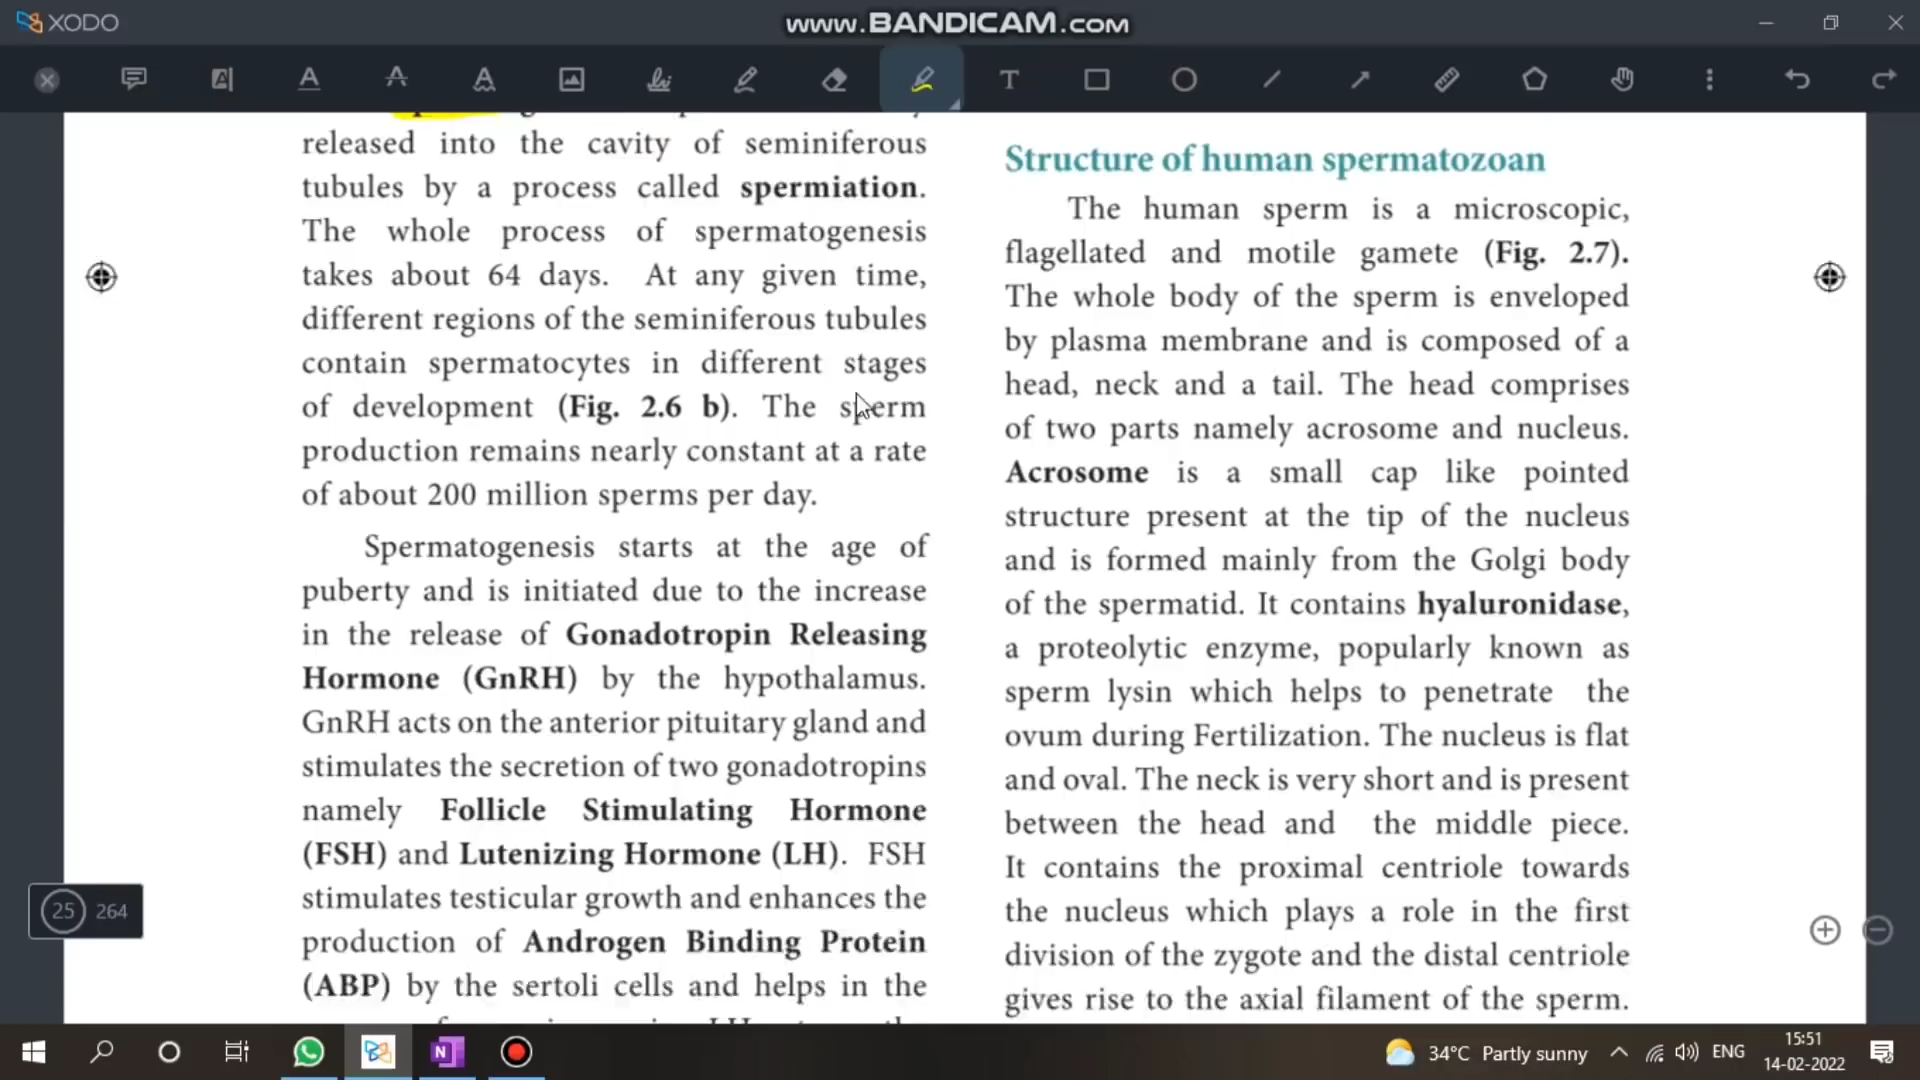 XODO
www.BANDICAM.com
T
released into the cavity of seminiferous
tubules by a process called spermiation.
The whole process of spermatogenesis
takes about 64 days. At any given time,
different regions of the seminiferous tubules
contain spermatocytes in different stages
of development (Fig. 2.6 b). The sperm
production remains nearly constant at a rate
of about 200 million sperms per day.
Spermatogenesis starts at the age of
puberty and is initiated due to the increase
in the release of Gonadotropin Releasing
Hormone (GnRH) by the hypothalamus.
GnRH acts on the anterior pituitary gland and
stimulates the secretion of two gonadotropins
namely Follicle Stimulating Hormone
(FSH) and Lutenizing Hormone (LH). FSH
stimulates testicular growth and enhances the
production of Androgen Binding Protein
(ABP) by the sertoli cells and helps in the
Structure of human spermatozoan
The human sperm is a microscopic,
flagellated and motile gamete (Fig. 2.7).
The whole body of the sperm is enveloped
by plasma membrane and is composed of a
head, neck and a tail. The head comprises
of two parts namely acrosome and nucleus.
Acrosome is a small cap like pointed
structure present at the tip of the nucleus
and is formed mainly from the Golgi body
of the spermatid. It contains hyaluronidase,
a proteolytic enzyme, popularly known as
sperm lysin which helps to penetrate the
ovum during Fertilization. The nucleus is flat
and oval. The neck is very short and is present
between the head and the middle piece.
It contains the proximal centriole towards
the nucleus which plays a role in the first
division of the zygote and the distal centriole
gives rise to the axial filament of the sperm.
25 264
34°C Partly sunny
ENG
15:51
14-02-2022